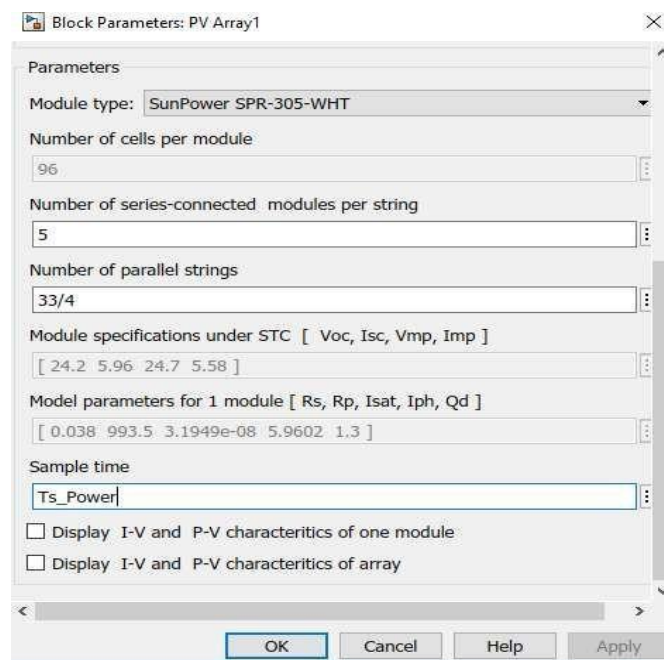 Block Parameters: PV Array1
Parameters
Module type: SunPower SPR-305-WHT
Number of cells per module
96
Number of series-connected modules per string
5
Number of parallel strings
33/4
Module specifications under STC [ Voc, Isc, Vmp, Imp ]
[ 24.2 5.96 24.7 5.58 ]
Model parameters for 1 module [ Rs, Rp, Isat, Iph, Qd ]
[ 0.038 993.5 3.1949e-08 5.9602 1.3 ]
Sample time
Ts_Power
Display I-V and P-V characteritics of one module
Display I-V and P-V characteritics of array
OK Cancel Help Apply